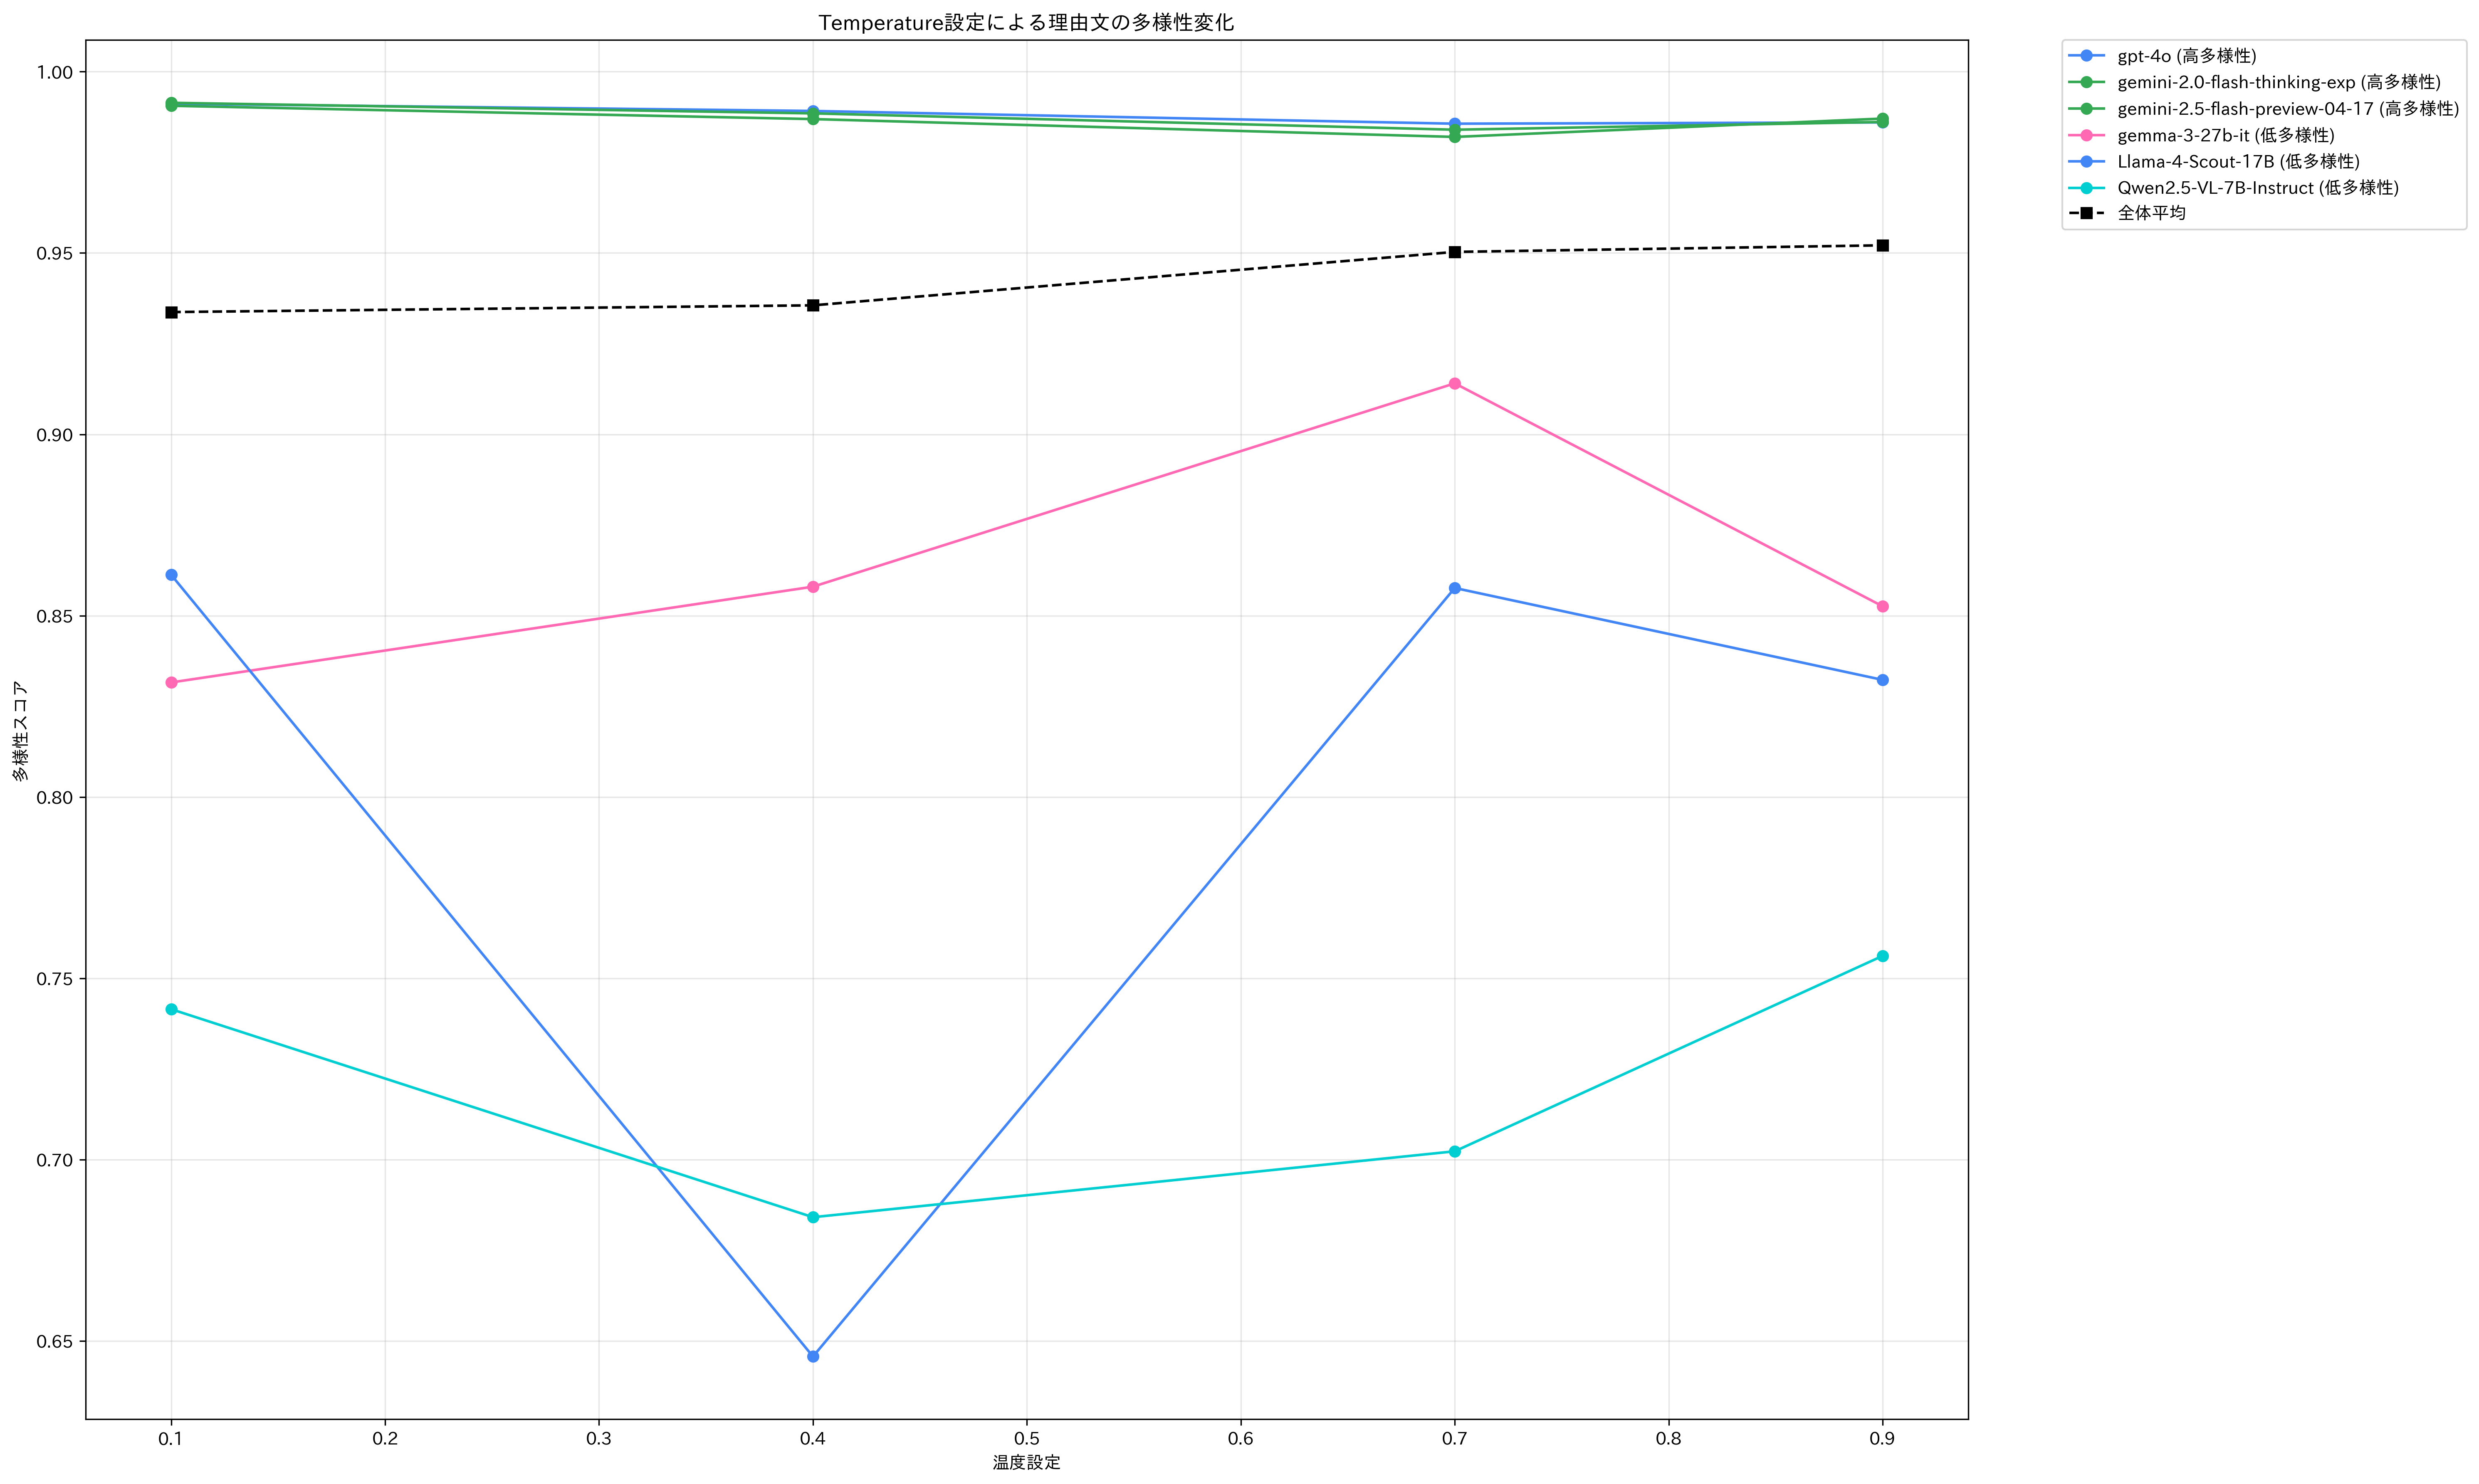 Temperature設定による理由文の多様性変化
gpt-4o (高多様性)
gemini-2.0-flash-thinking-exp (高多様性)
gemini-2.5-flash-preview-04-17 (高多様性)
gemma-3-27b-it (低多様性)
Llama-4-Scout-17B (低多様性)
Qwen2.5-VL-7B-Instruct (低多様性)
全体平均
多様性スコア
1.00
0.95
0.90
0.85
0.80
0.75
0.70
0.65
0.1 0.2 0.3 0.4 0.5 0.6 0.7 0.8 0.9
温度設定